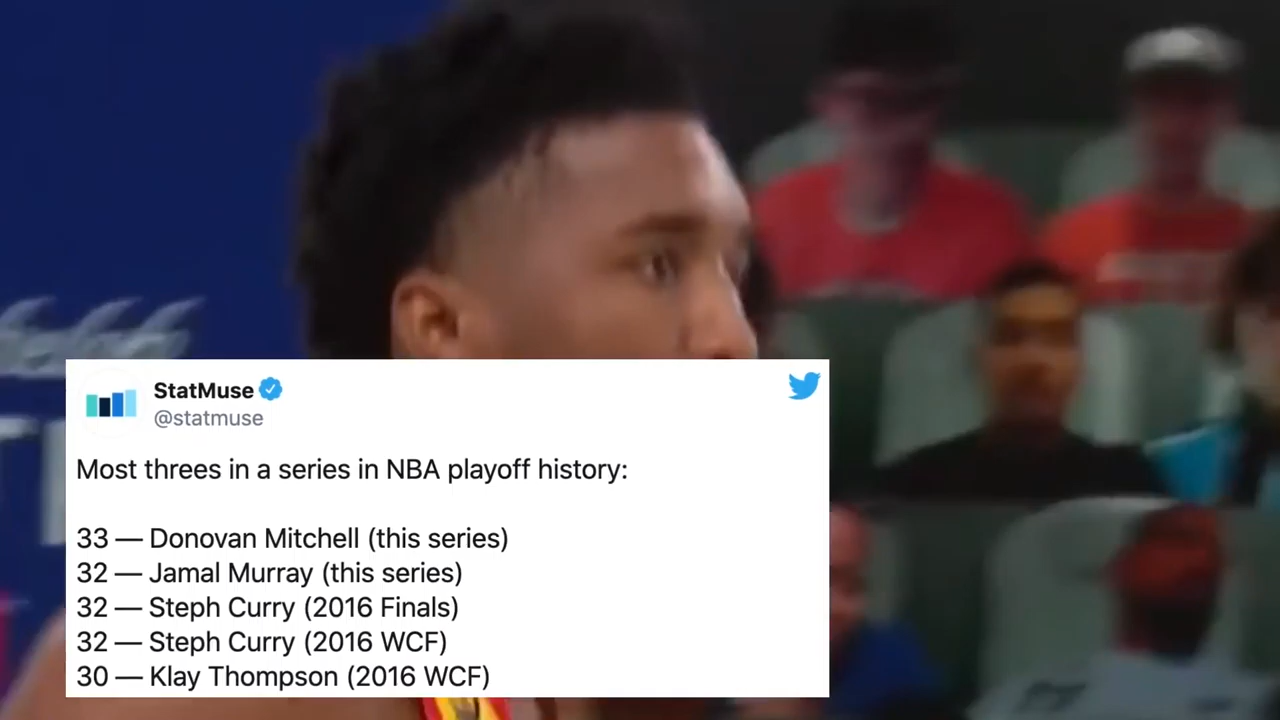 StatMuse
@statmuse
Most threes in a series in NBA playoff history:
33 — Donovan Mitchell (this series)
32 — Jamal Murray (this series)
32 — Steph Curry (2016 Finals)
32 — Steph Curry (2016 WCF)
30 — Klay Thompson (2016 WCF)